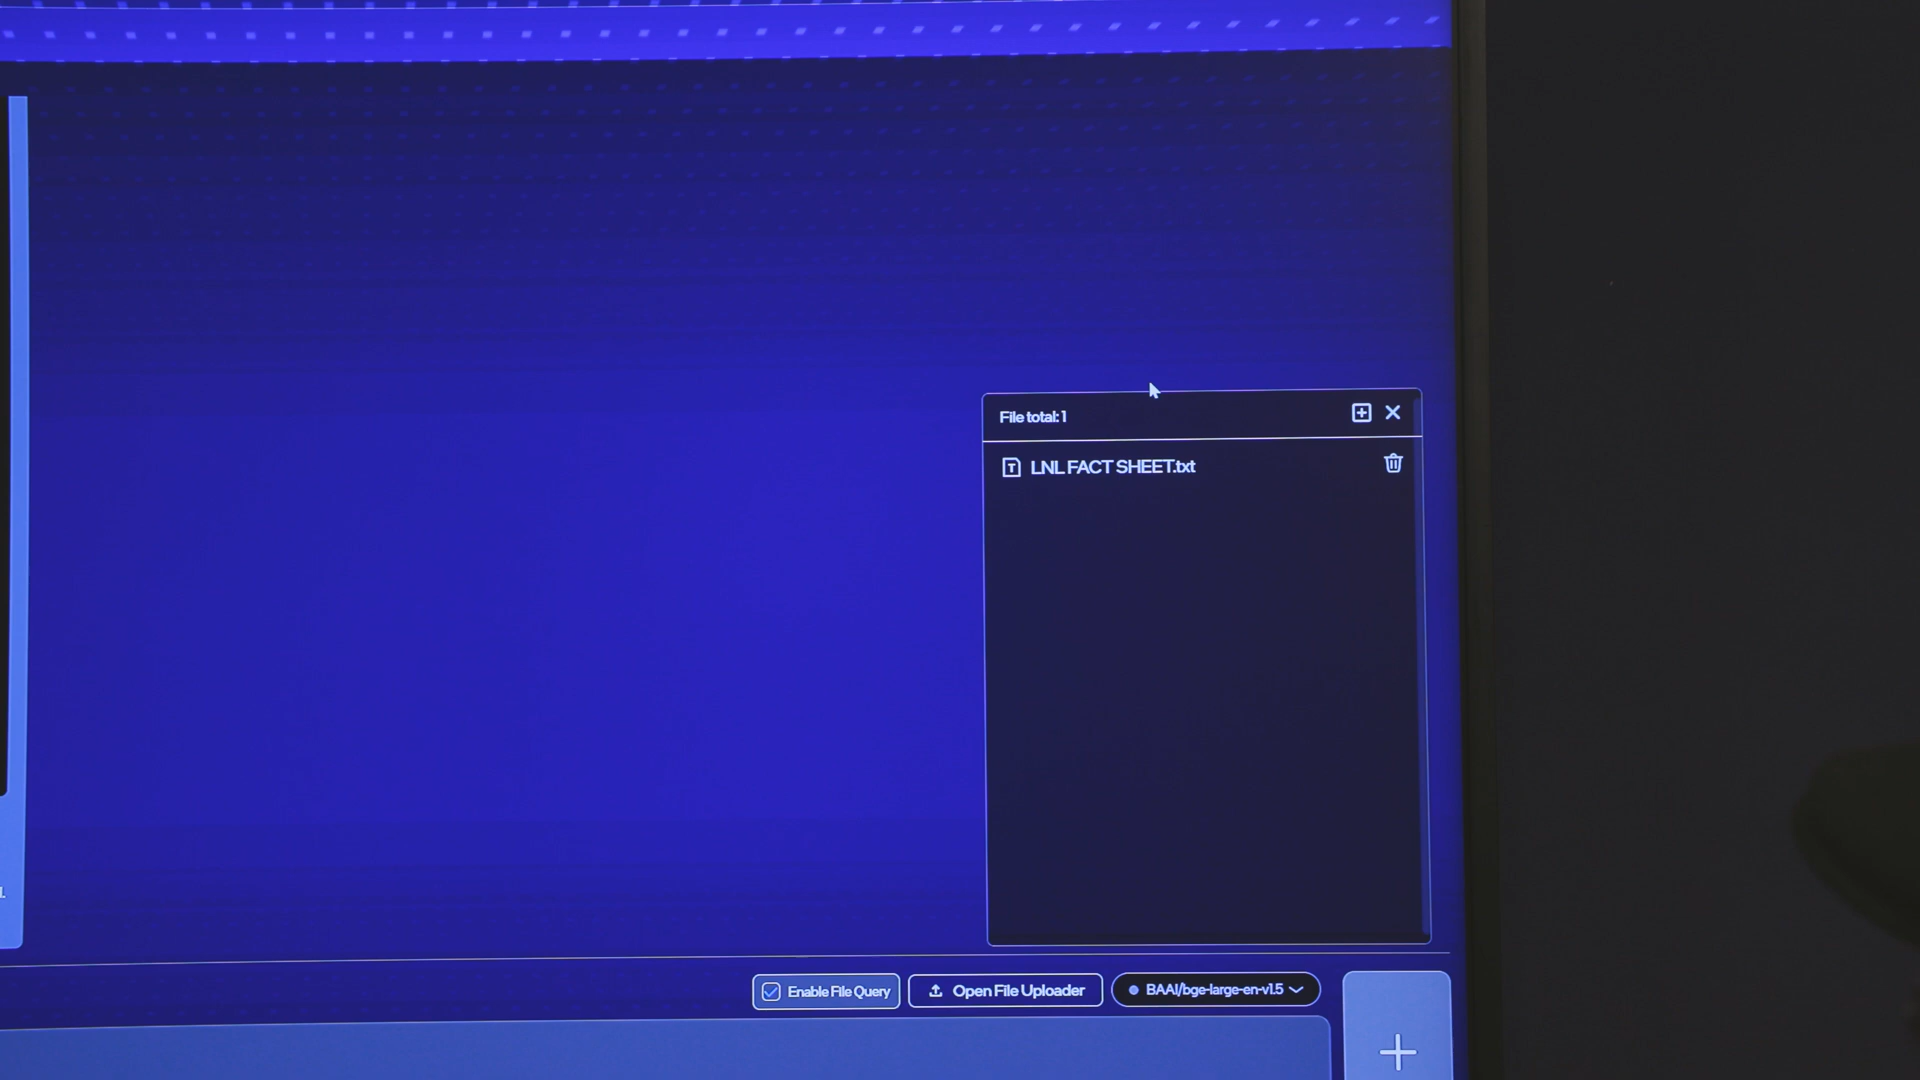 File total: 1
LNL FACT SHEET.txt
Enable File Query
Open File Uploader
BAAI/bge-large-en-v1.5